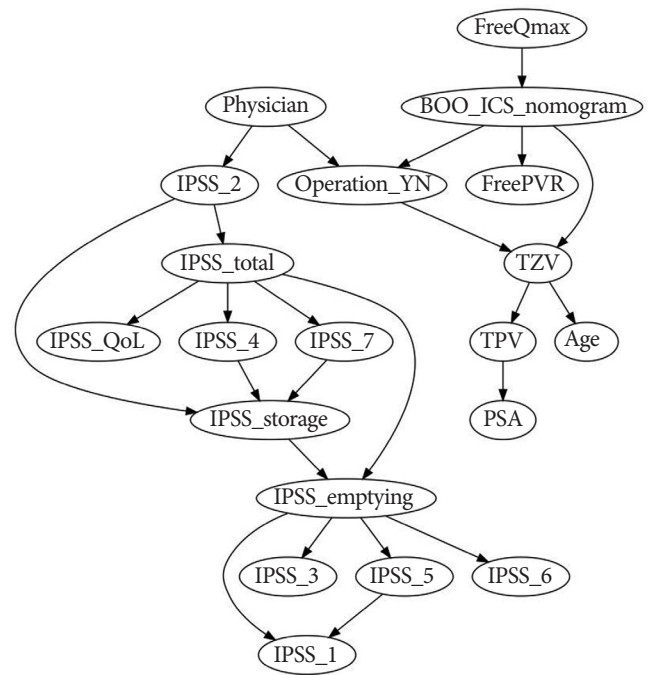 FreeQmax
Physician
BOO_ICS_nomogram
IPSS_2
Operation_YN
FreePVR
IPSS_total
TZV
IPSS_QoL
IPSS_4
IPSS_7
TPV
Age
IPSS_storage
PSA
IPSS_emptying
IPSS_3
IPSS_5
IPSS_6
IPSS_1